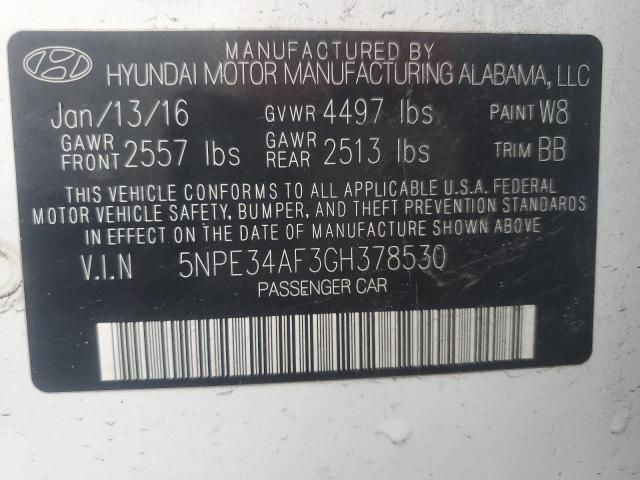 MANUFACTURED BY
HYUNDAI MOTOR MANUFACTURING ALABAMA, LLC
Jan/13/16 GVWR 4497 lbs PAINT W8
GAWR FRONT 2557 lbs GAWR REAR 2513 lbs TRIM BB
THIS VEHICLE CONFORMS TO ALL APPLICABLE U.S.A. FEDERAL
MOTOR VEHICLE SAFETY, BUMPER, AND THEFT PREVENTION STANDARDS
IN EFFECT ON THE DATE OF MANUFACTURE SHOWN ABOVE
V.I.N 5NPE34AF3GH378530
PASSENGER CAR